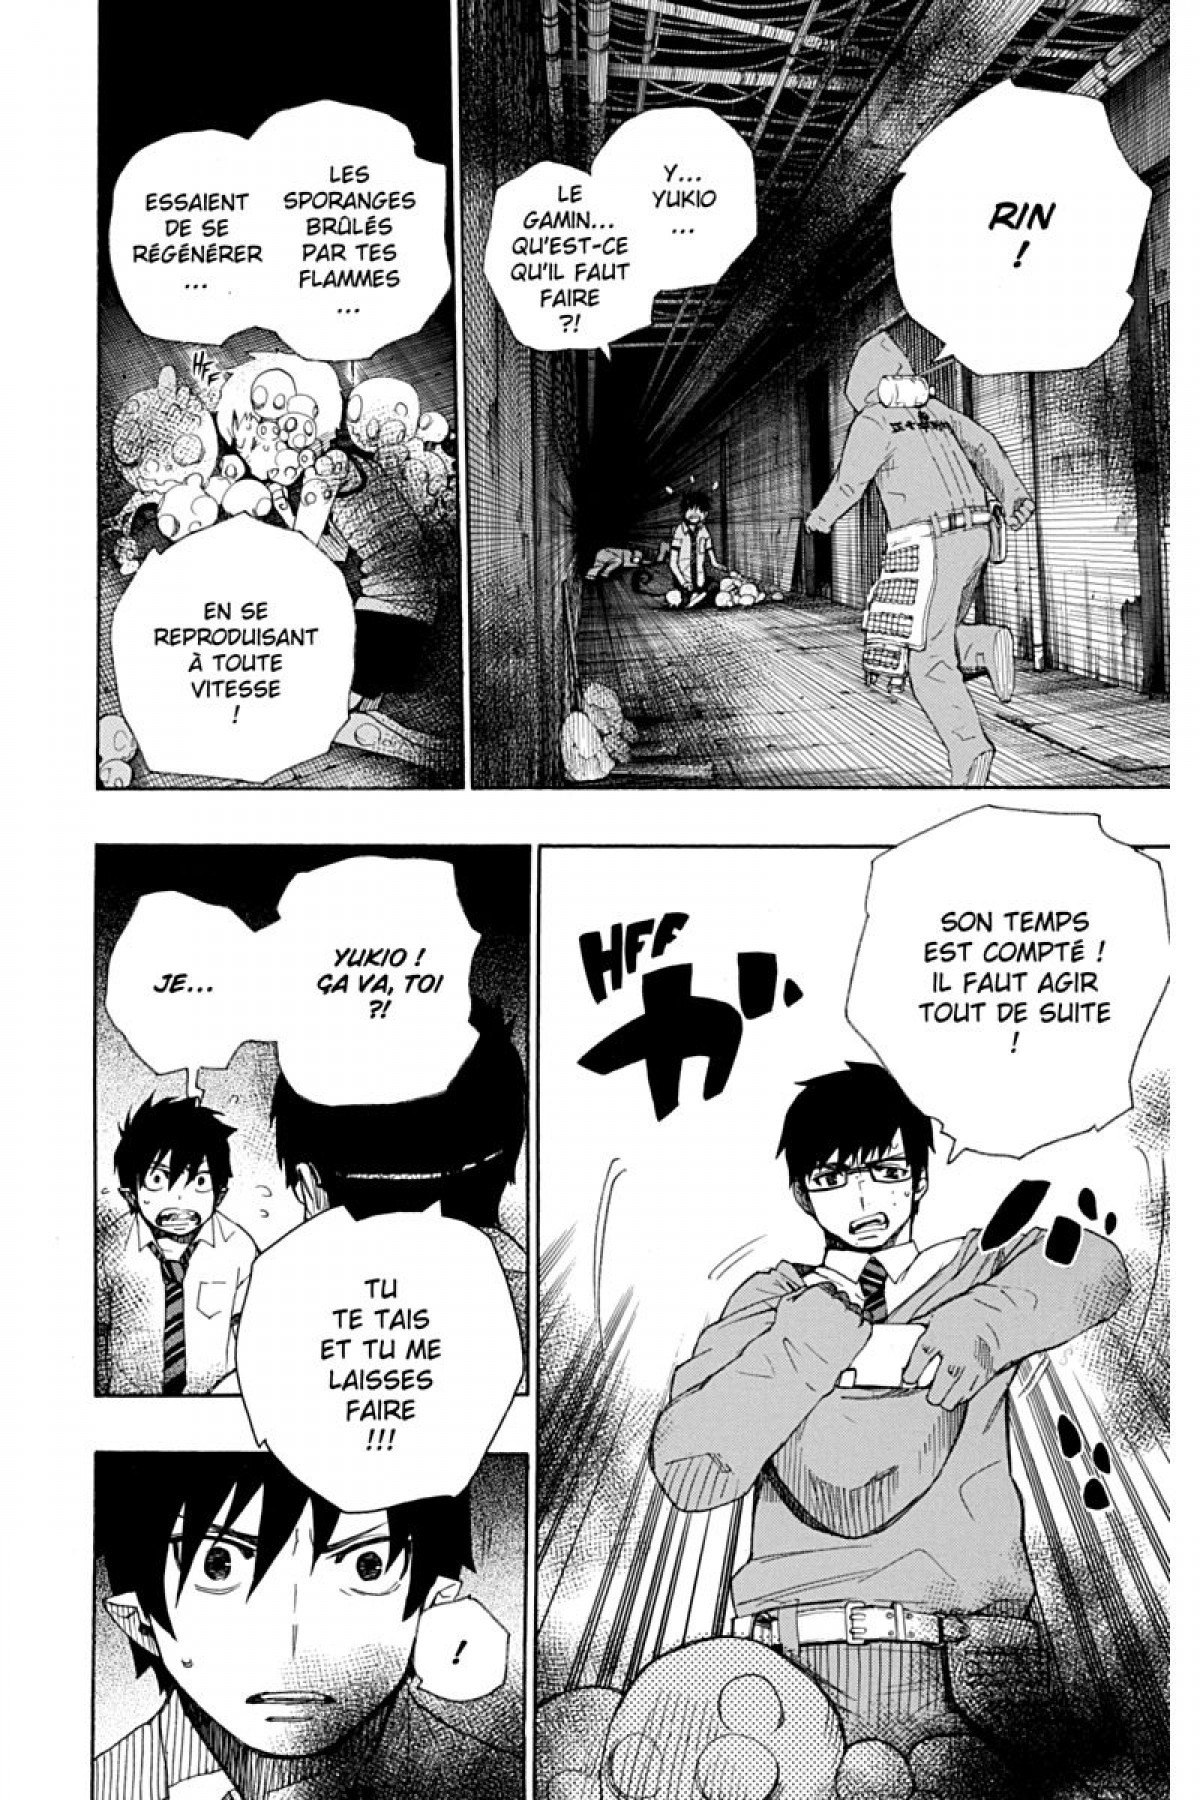 RIN
!
Y...
YUKIO
...
LE
GAMIN...
QU'EST-CE
QU'IL FAUT
FAIRE
?!
LES
SPORANGES
BRÛLÉS
PAR TES
FLAMMES
...
ESSAIENT
DE SE
RÉGÉNÉRER
...
HFF
EN SE
REPRODUISANT
À TOUTE
VITESSE
!
SON TEMPS
EST COMPTÉ !
IL FAUT AGIR
TOUT DE SUITE
!
HFF
ガ
YUKIO !
ÇA VA, TOI
?!
JE...
TU
TE TAIS
ET TU ME
LAISSES
FAIRE
!!!
!